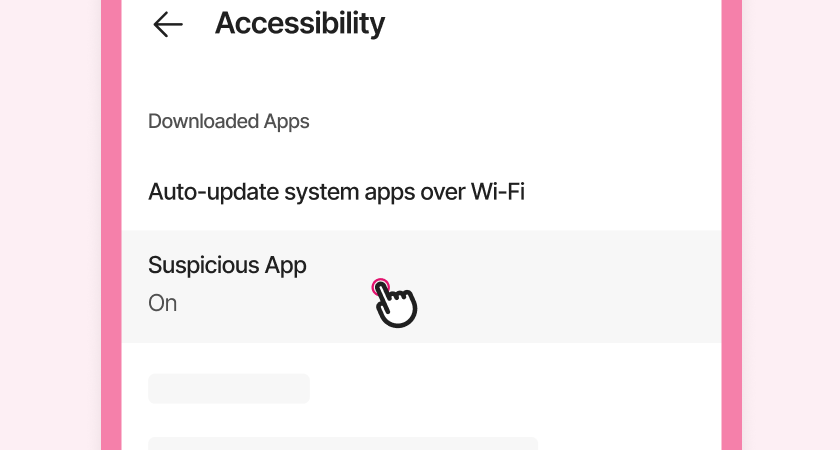 Accessibility
Downloaded Apps
Auto-update system apps over Wi-Fi
Suspicious App
On